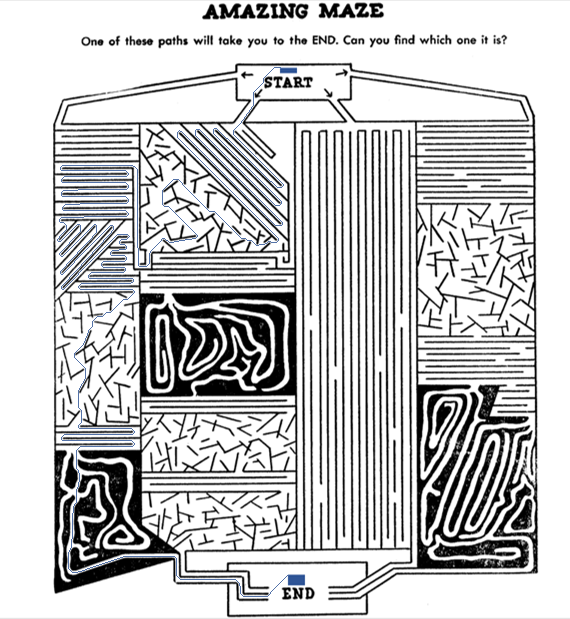 AMAZING MAZE
One of these paths will take you to the END. Can you find which one it is?
START
END